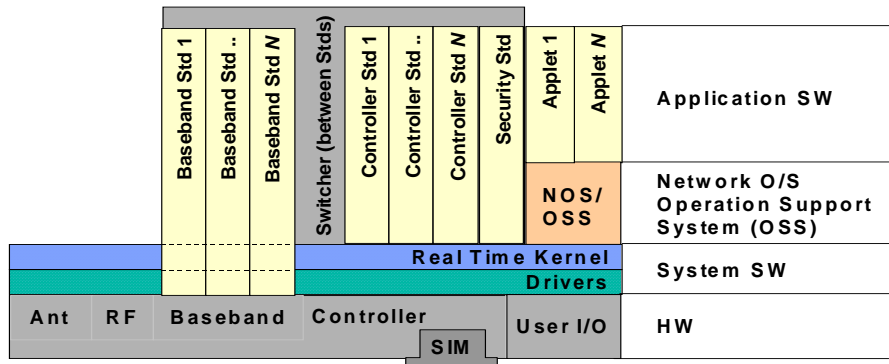 Baseband Std 1
Baseband Std ..
Baseband Std N
Switcher (between Stds)
Controller Std 1
Controller Std ..
Controller Std N
Security Std
Applet 1
Applet N
Application SW
NOS/
OSS
Network O/S
Operation Support
System (OSS)
Real Time Kernel
Drivers
System SW
Ant
RF
Baseband
Controller
User I/O
HW
SIM